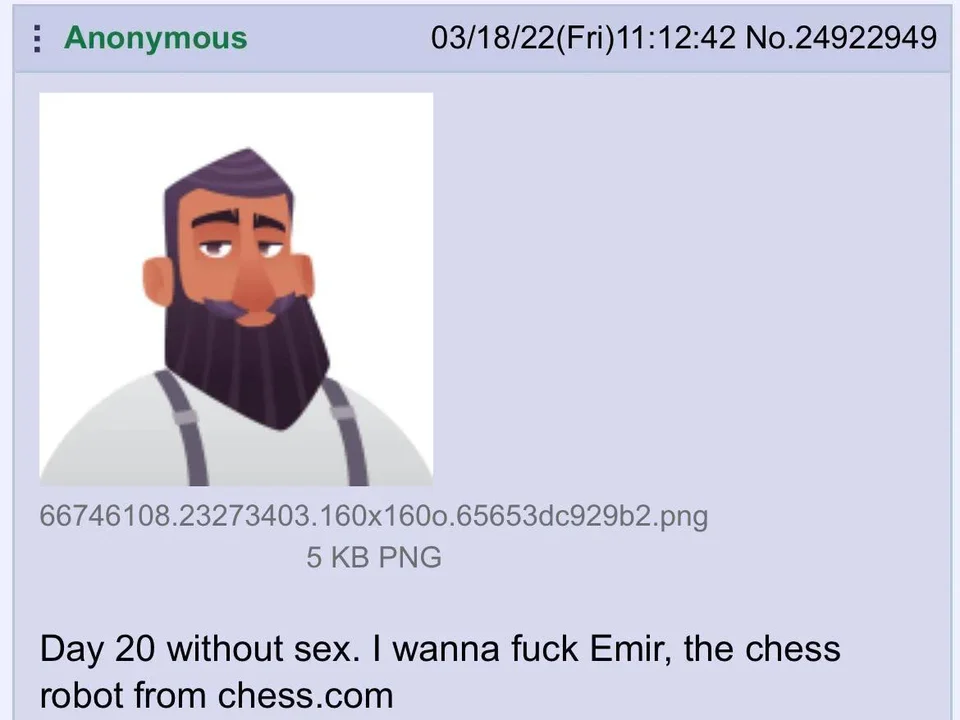 Anonymous 03/18/22(Fri)11:12:42 No.24922949
66746108.23273403.160x160o.65653dc929b2.png
5 KB PNG
Day 20 without sex. I wanna fuck Emir, the chess
robot from chess.com